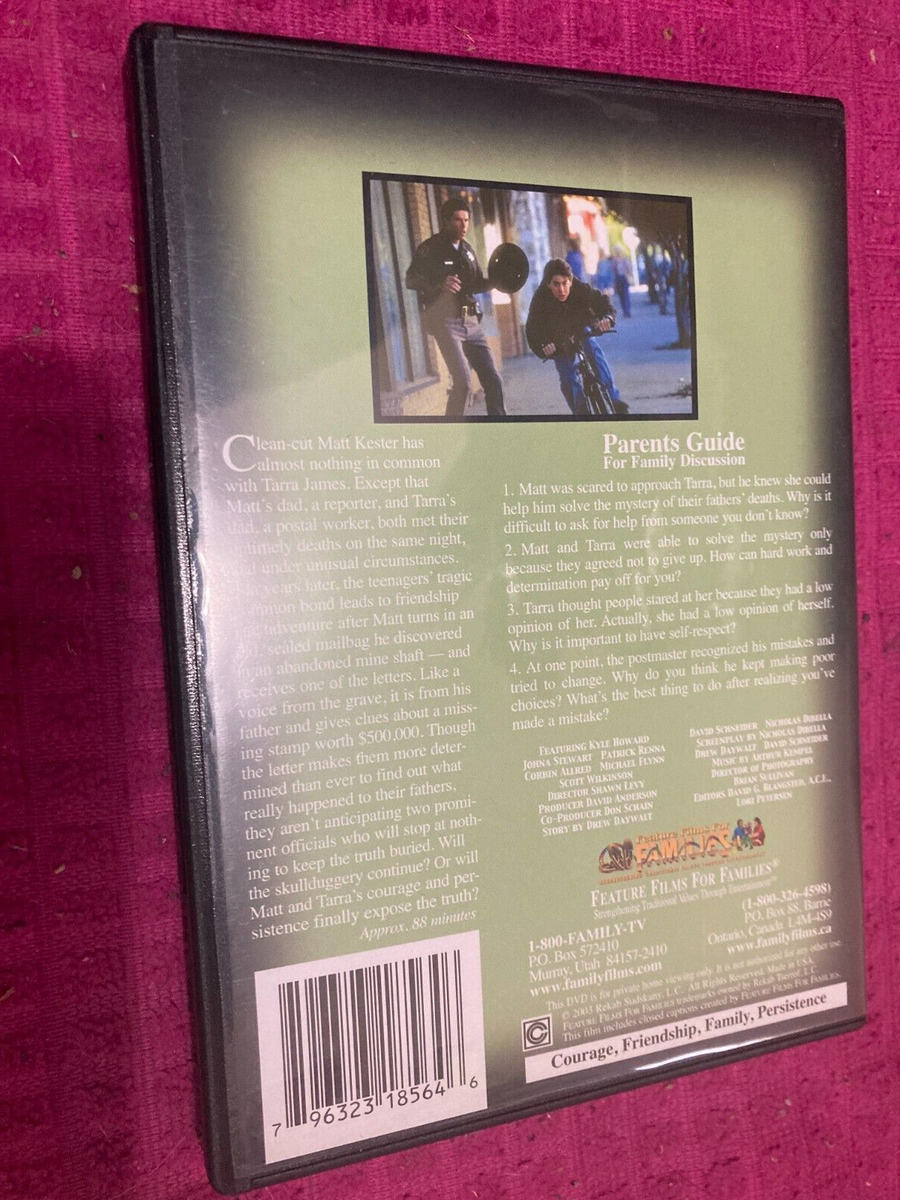 Clean-cut Matt Kester has
almost nothing in common
with Tarra James. Except that
Matt's dad, a reporter, and Tarra's
dad, a postal worker, both met their
untimely deaths on the same night,
and under unusual circumstances.
years later, the teenagers' tragic
common bond leads to friendship
adventure after Matt turns in an
sealed mailbag he discovered
an abandoned mine shaft — and
receives one of the letters. Like a
voice from the grave, it is from his
father and gives clues about a miss-
ing stamp worth $500,000. Though
the letter makes them more deter-
mined than ever to find out what
really happened to their fathers,
they aren't anticipating two promi-
nent officials who will stop at noth-
ing to keep the truth buried. Will
the skullduggery continue? Or will
Matt and Tarra's courage and per-
sistence finally expose the truth?
Approx. 88 minutes
7 96323 18564 6
Parents Guide
For Family Discussion
1. Matt was scared to approach Tarra, but he knew she could
help him solve the mystery of their fathers' deaths. Why is it
difficult to ask for help from someone you don't know?
2. Matt and Tarra were able to solve the mystery only
because they agreed not to give up. How can hard work and
determination pay off for you?
3. Tarra thought people stared at her because they had a low
opinion of her. Actually, she had a low opinion of herself.
Why is it important to have self-respect?
4. At one point, the postmaster recognized his mistakes and
tried to change. Why do you think he kept making poor
choices? What's the best thing to do after realizing you've
made a mistake?
FEATURING KYLE HOWARD
JOHNA STEWART PATRICK RENNA
CORBIN ALLRED MICHAEL FLYNN
SCOTT WILKINSON
DIRECTOR SHAWN LEVY
PRODUCER DAVID ANDERSON
CO-PRODUCER DON SCHAIN
STORY BY DREW DAYWALT
DAVID SCHNEIDER NICHOLAS DIBELLA
SCREENPLAY BY NICHOLAS DIBELLA
DREW DAYWALT DAVID SCHNEIDER
MUSIC BY ARTHUR KEMPEL
DIRECTOR OF PHOTOGRAPHY
BRIAN SULLIVAN
EDITORS DAVID G. BLANGSTED, A.C.E.,
LORI PETERSEN
Feature Films For
FAMILIES
FEATURE FILMS FOR FAMILIES®
Strengthening Traditional Values Through Entertainment™
1-800-FAMILY-TV
P.O. Box 572410
Murray, Utah 84157-2410
www.familyfilms.com
(1-800-326-4598)
P.O. Box 88, Barrie
Ontario, Canada L4M-4S9
www.familyfilms.ca
This DVD is for private home viewing only. It is not authorized for any other use.
© 2003 Rekab Sudskany, L.C. All Rights Reserved. Made in U.S.A.
FEATURE FILMS FOR FAMILIES trademarks owned by Rekab Themof, L.C.
This film includes closed captions created by FEATURE FILMS FOR FAMILIES.
Courage, Friendship, Family, Persistence